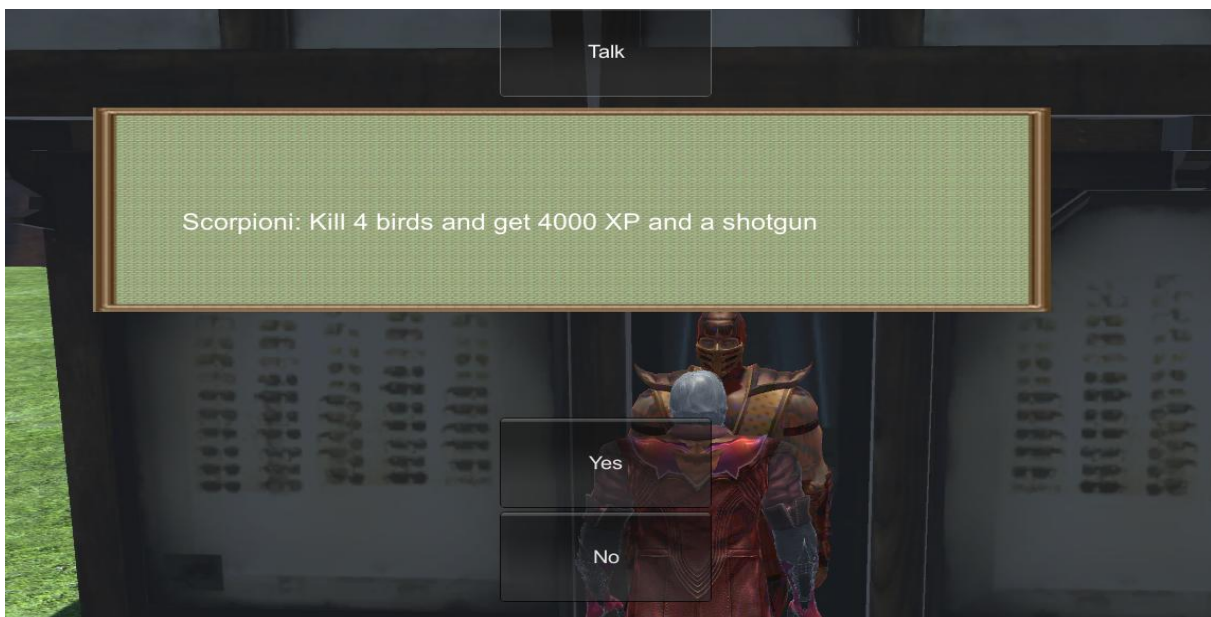 Talk
Scorpioni: Kill 4 birds and get 4000 XP and a shotgun
Yes
No